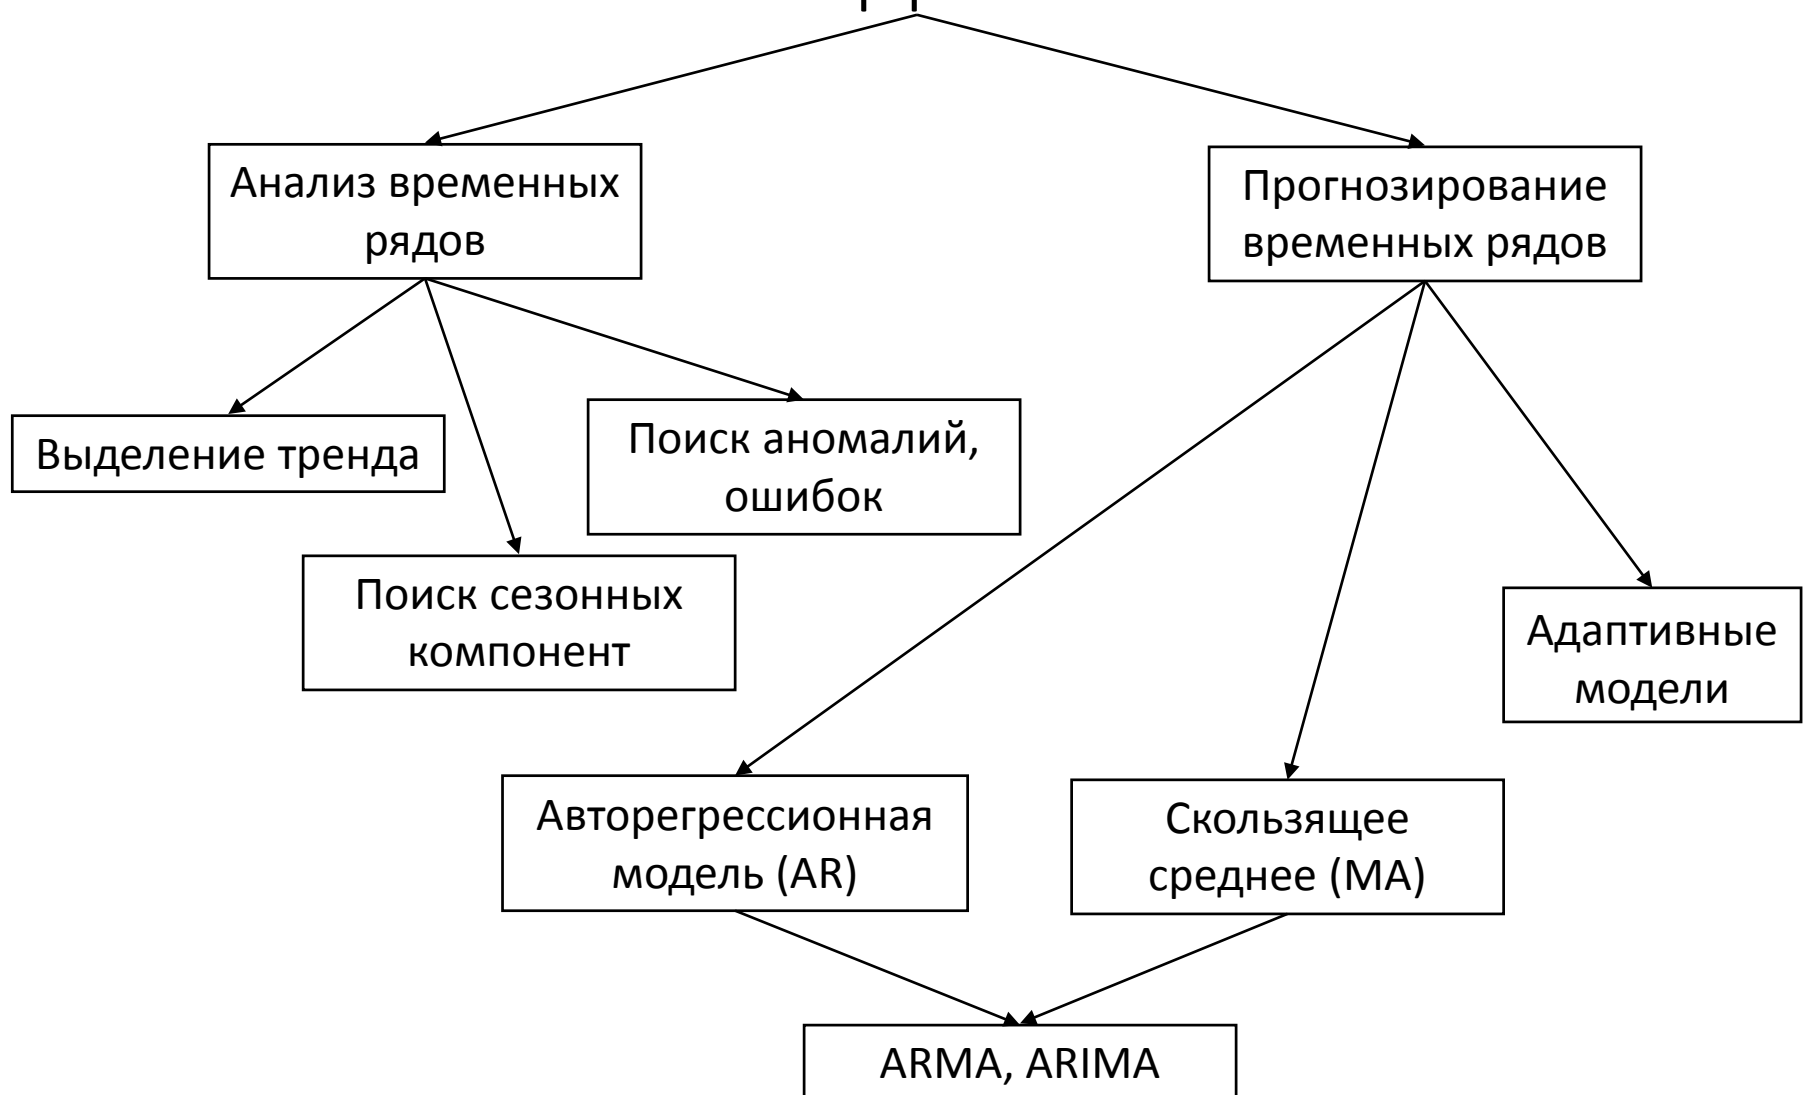 Анализ временных
рядов
Прогнозирование
временных рядов
Выделение тренда
Поиск аномалий,
ошибок
Поиск сезонных
компонент
Адаптивные
модели
Авторегрессионная
модель (AR)
Скользящее
среднее (MA)
ARMA, ARIMA